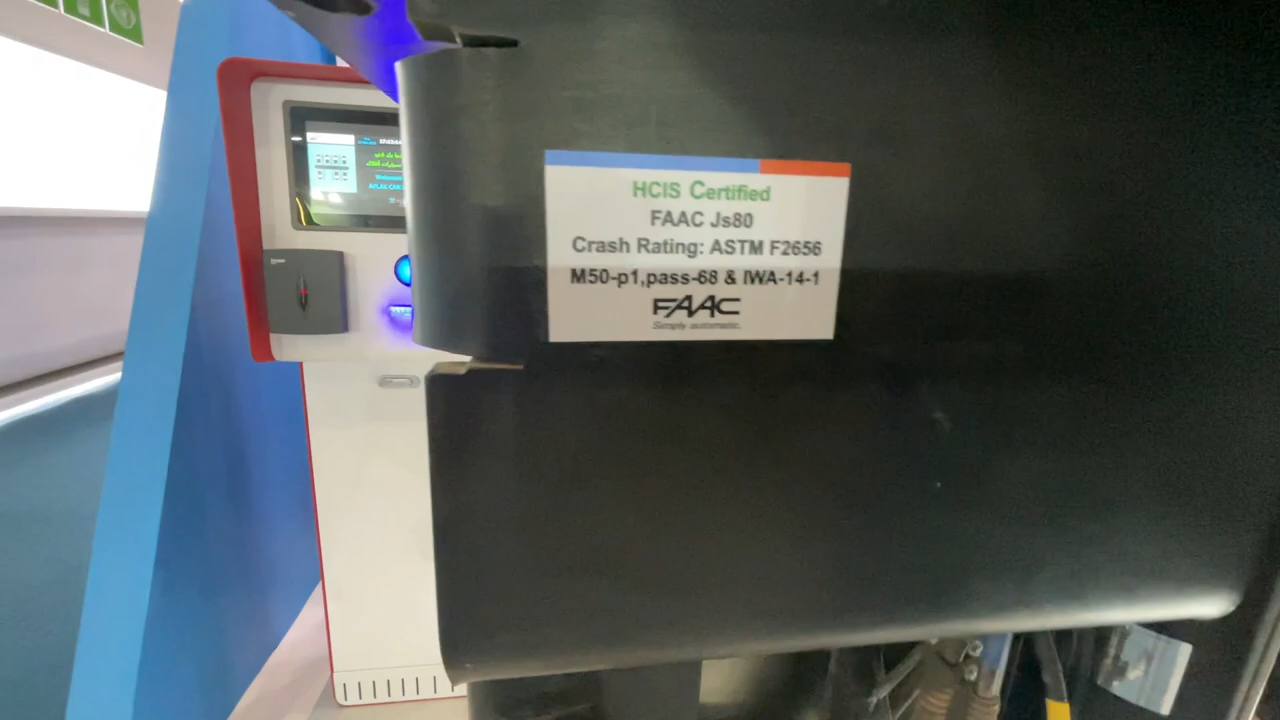 HCIS Certified
FAAC Js80
Crash Rating: ASTM F2656
M50-p1,pass-68 & IWA-14-1
FAAC
Simply automatic.